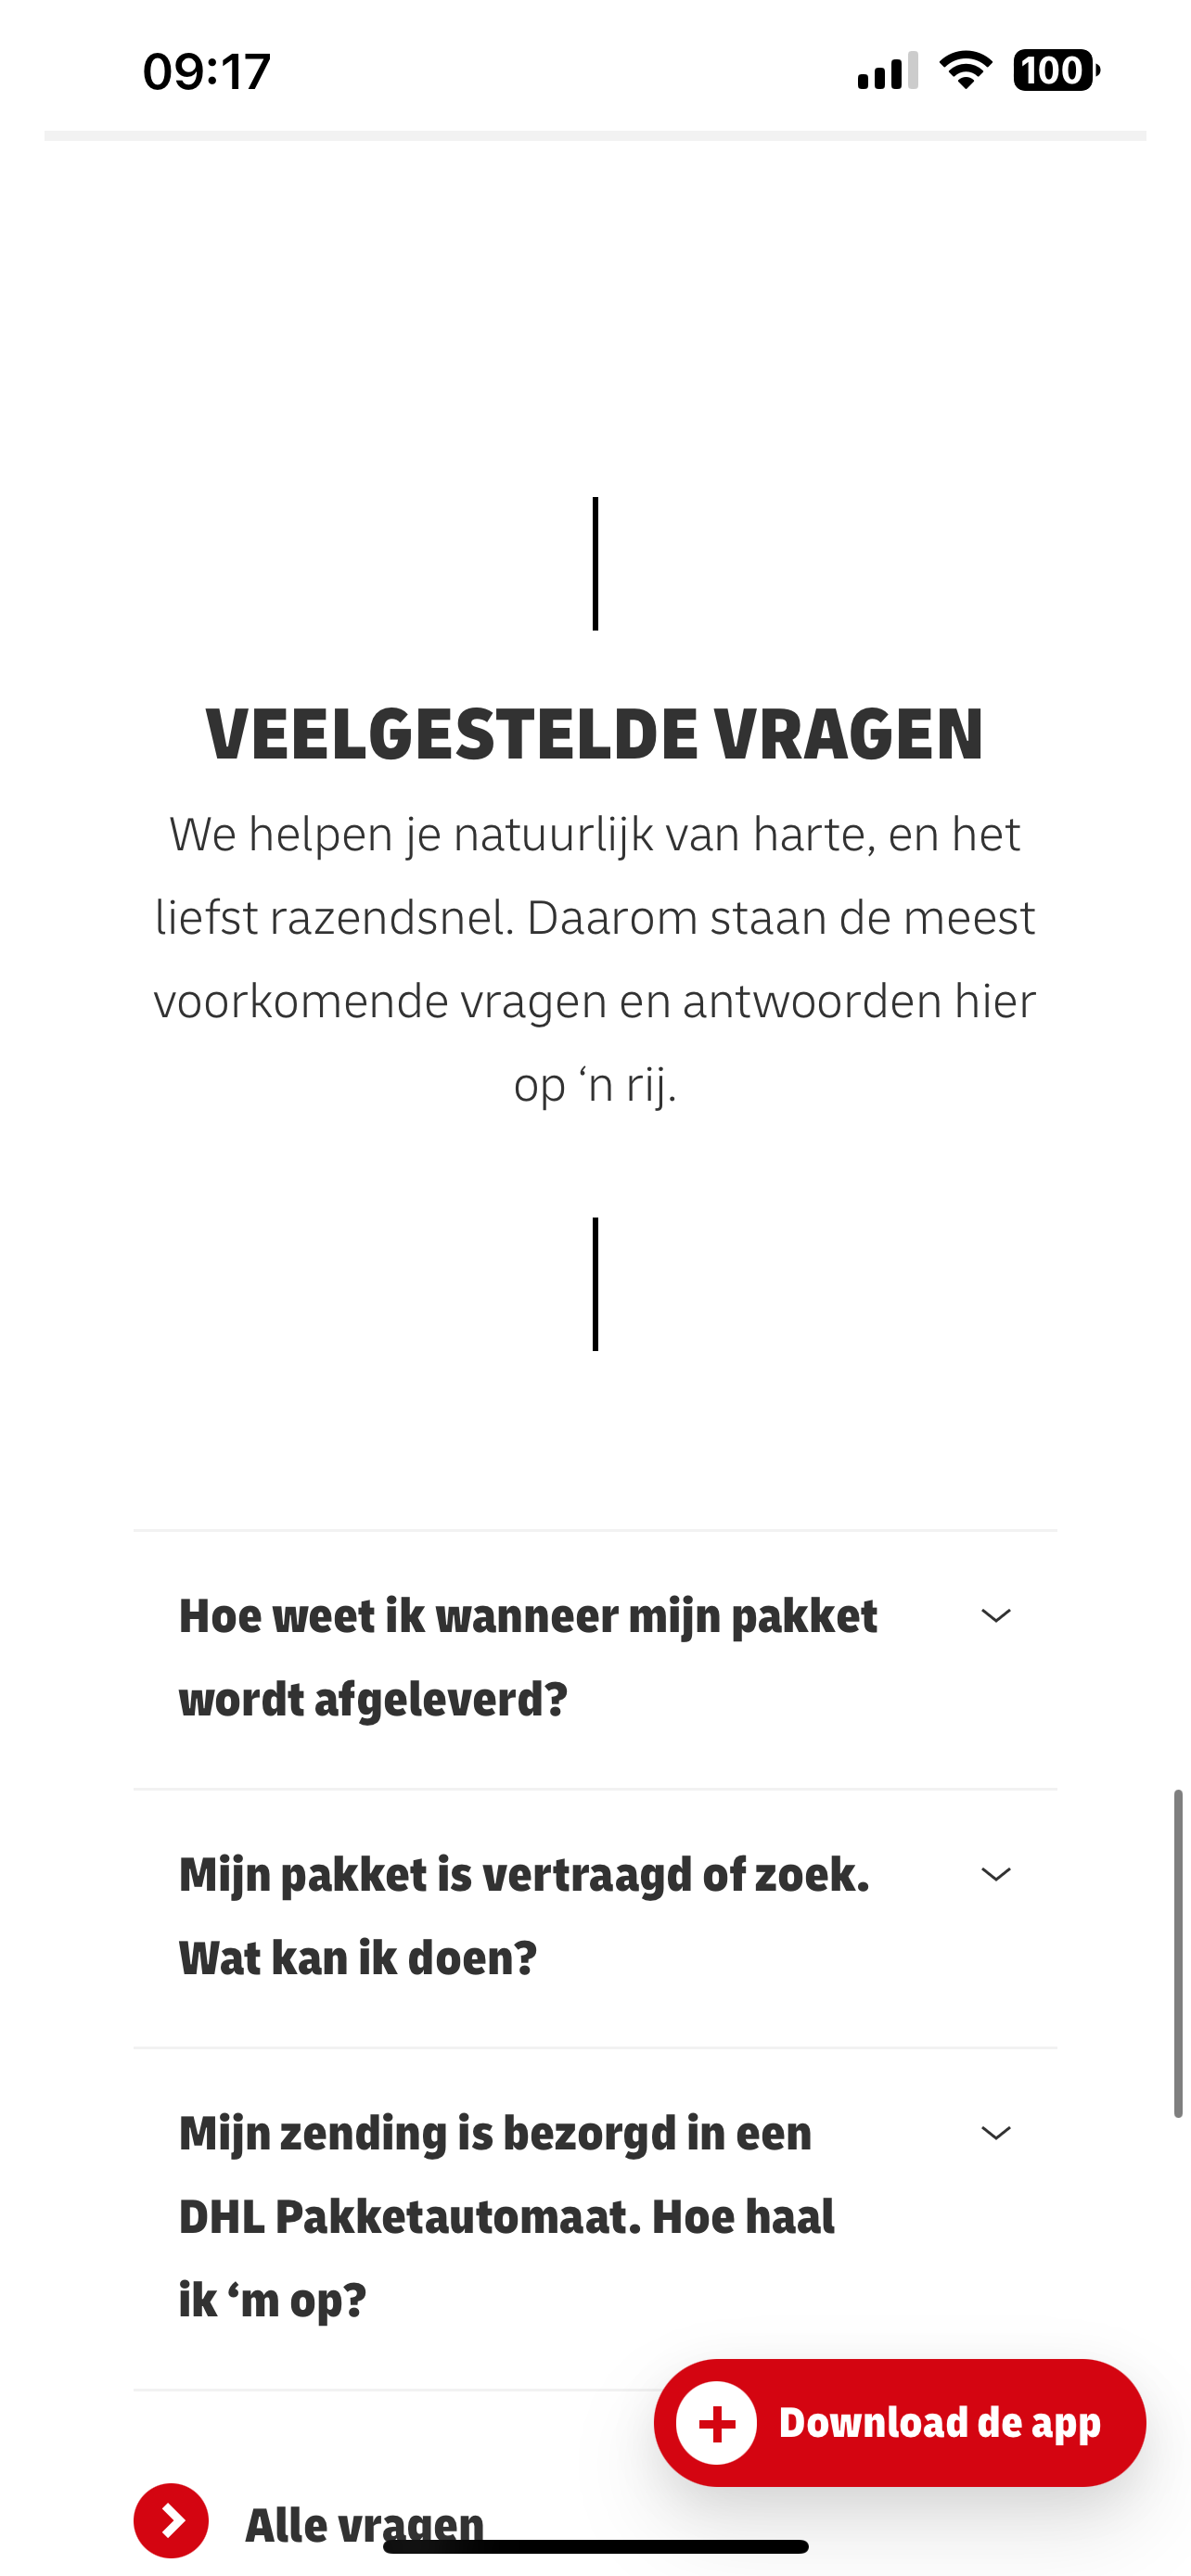 09:17
100
VEELGESTELDE VRAGEN
We helpen je natuurlijk van harte, en het
liefst razendsnel. Daarom staan de meest
voorkomende vragen en antwoorden hier
op ‘n rij.
Hoe weet ik wanneer mijn pakket
wordt afgeleverd?
Mijn pakket is vertraagd of zoek.
Wat kan ik doen?
Mijn zending is bezorgd in een
DHL Pakketautomaat. Hoe haal
ik ‘m op?
Download de app
Alle vragen